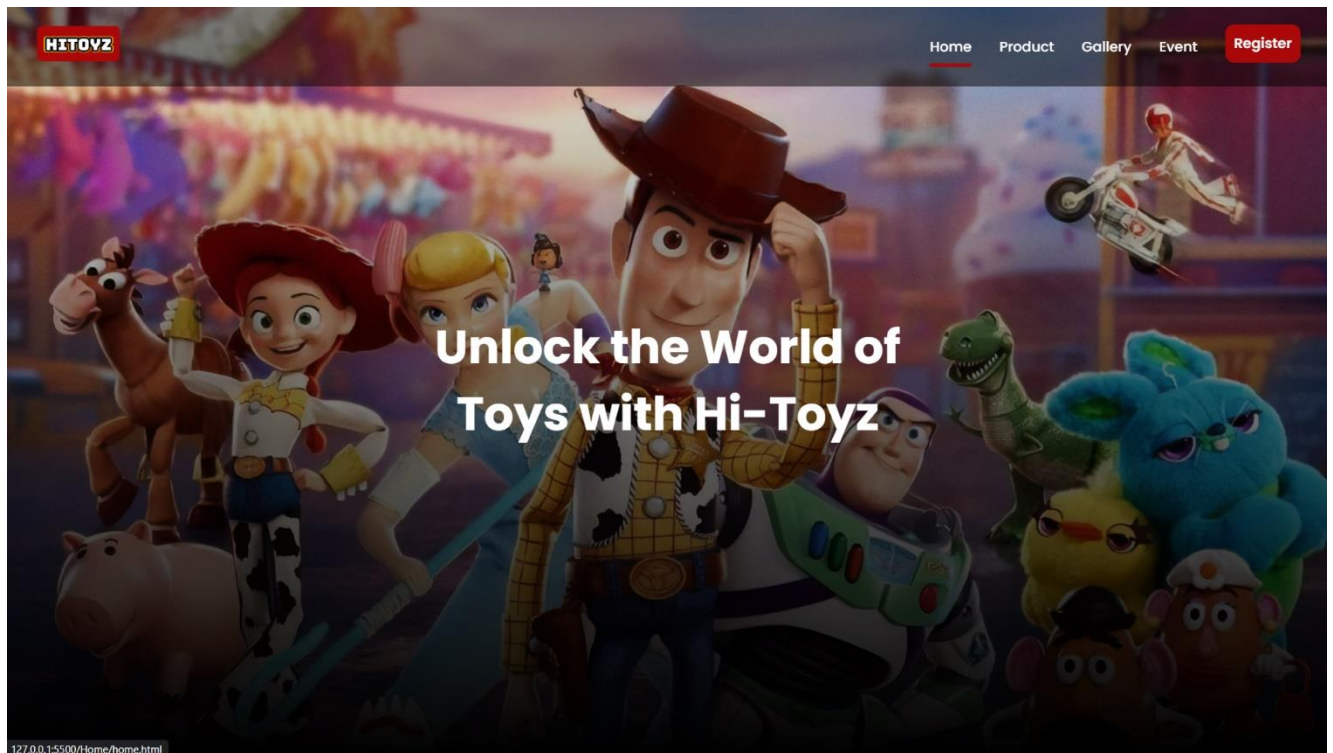 HITOYZ
Home Product Gallery Event Register
Unlock the World of
Toys with Hi-Toyz
127.0.0.1:5500/Home/home.html